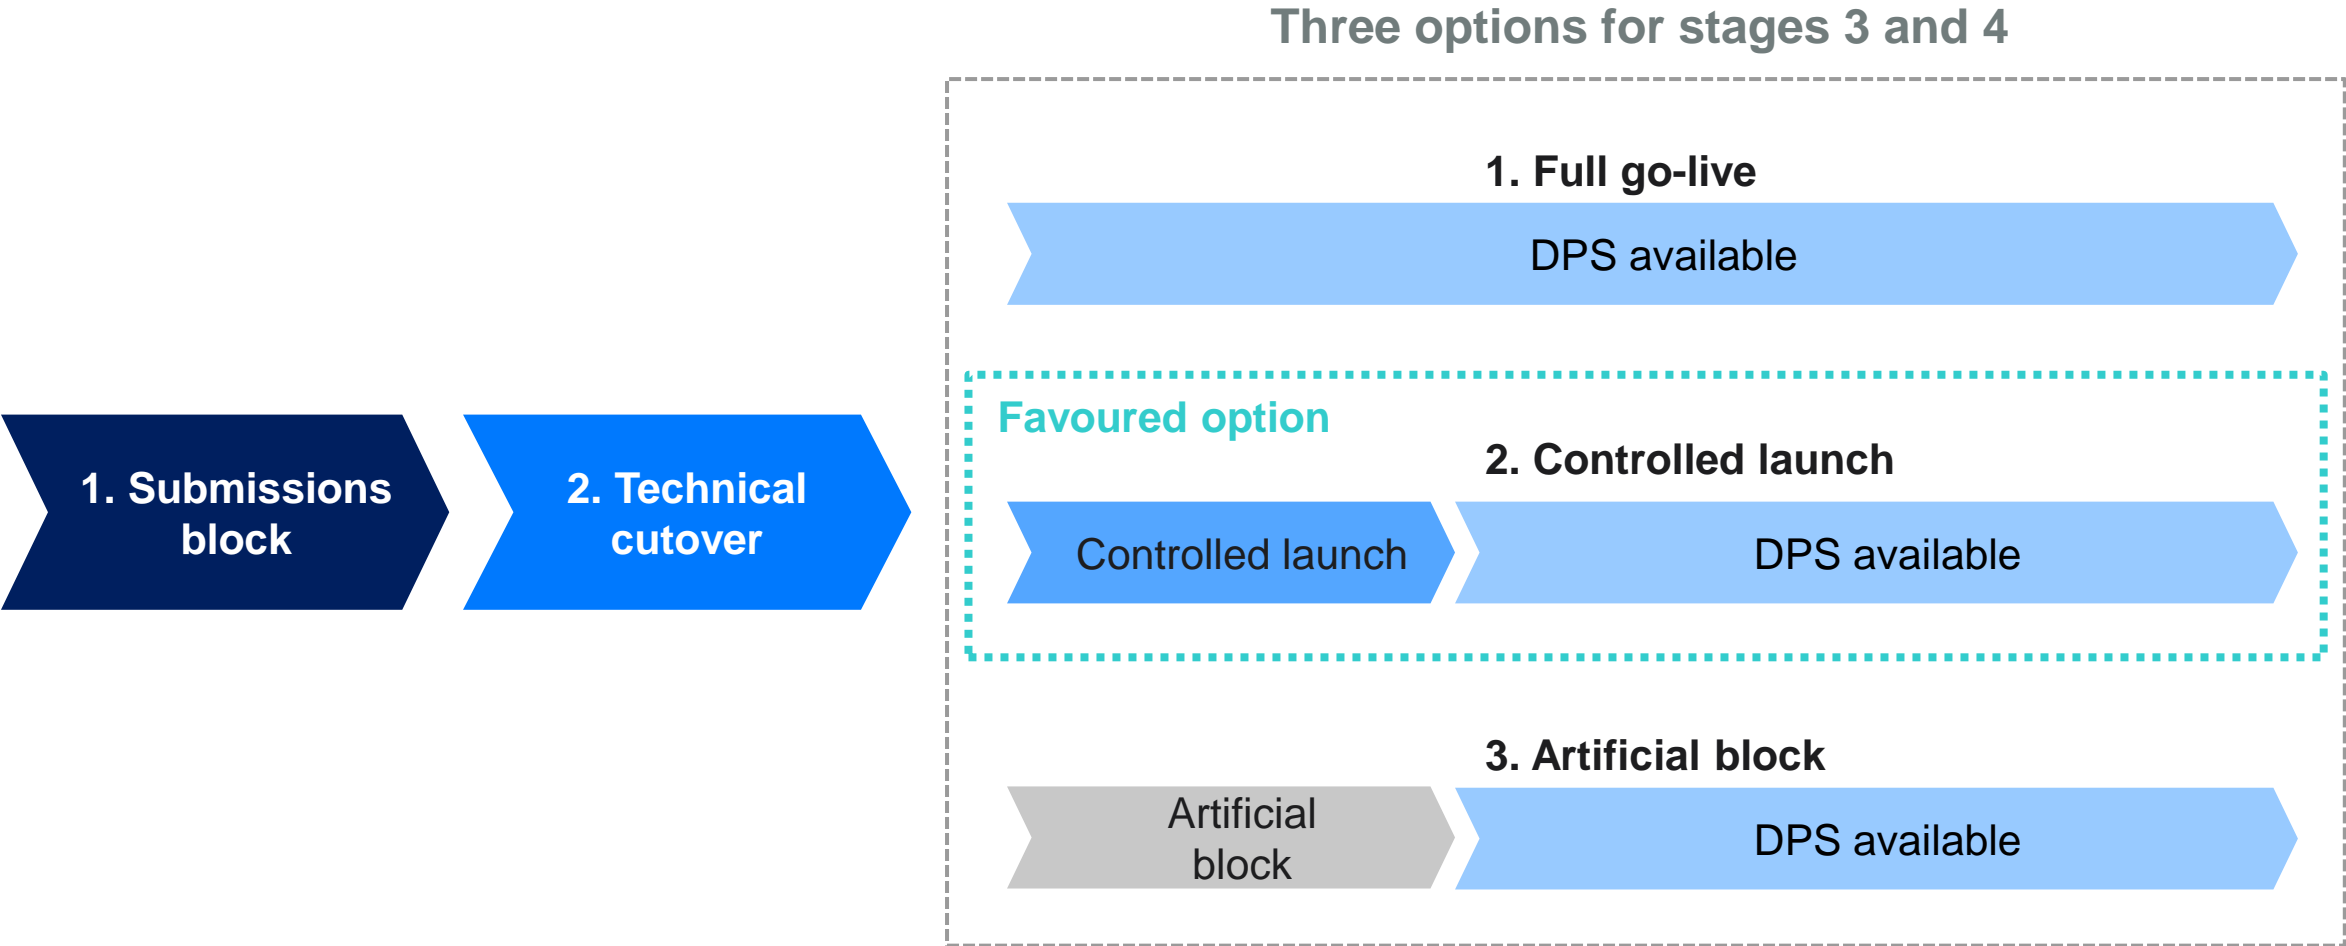 Three options for stages 3 and 4
1. Submissions
block
2. Technical
cutover
1. Full go-live
DPS available
Favoured option
2. Controlled launch
Controlled launch
DPS available
3. Artificial block
Artificial
block
DPS available